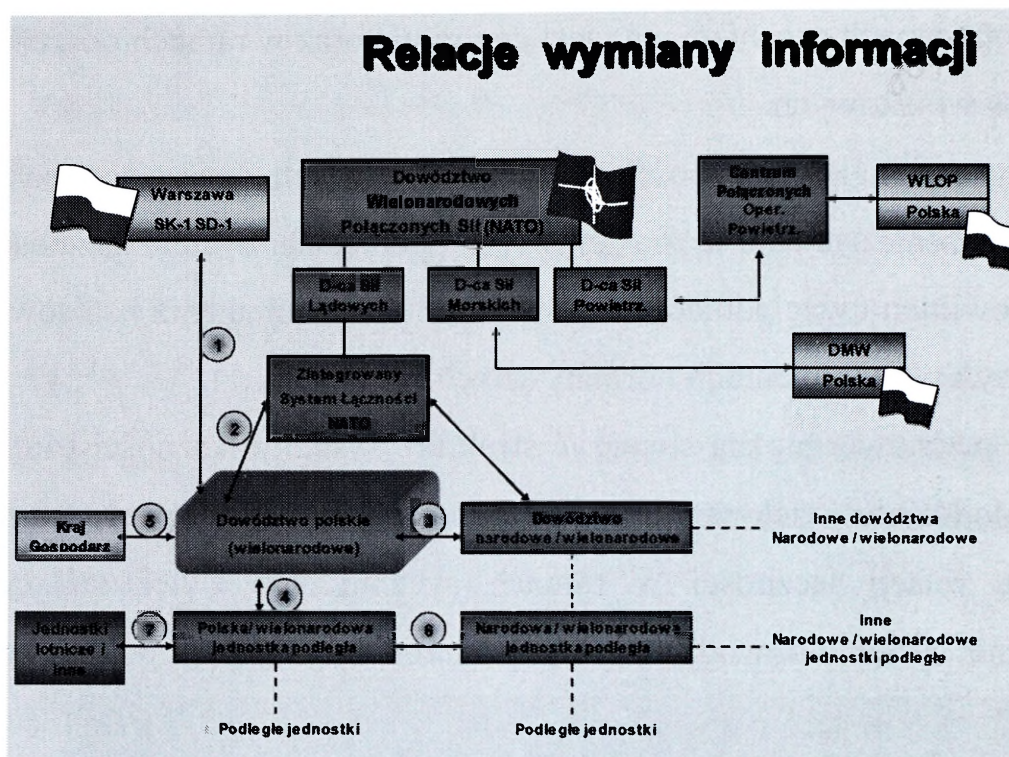 Relacje wymiany informacji
Warszawa
SK-1 SD-1
Dowództwo
Wielonarodowych
Połączonych Sił (NATO)
Centrum
Połączonych
Oper.
Powietrz.
WLOP
Polska
D-ca Sił
Lądowych
D-ca Sił
Morskich
D-ca Sił
Powietrz.
DMW
Polska
1
Zintegrowany
System Łączności
NATO
2
Kraj
Gospodarz
5
Dowództwo polskie
(wielonarodowe)
3
Dowództwo
narodowe / wielonarodowe
Inne dowództwa
Narodowe / wielonarodowe
4
Jednostki
lotnicze /
inne
7
Polska/ wielonarodowa
jednostka podległa
6
Narodowa / wielonarodowa
jednostka podległa
Inne
Narodowe / wielonarodowe
jednostki podległe
Podległe jednostki
Podległe jednostki